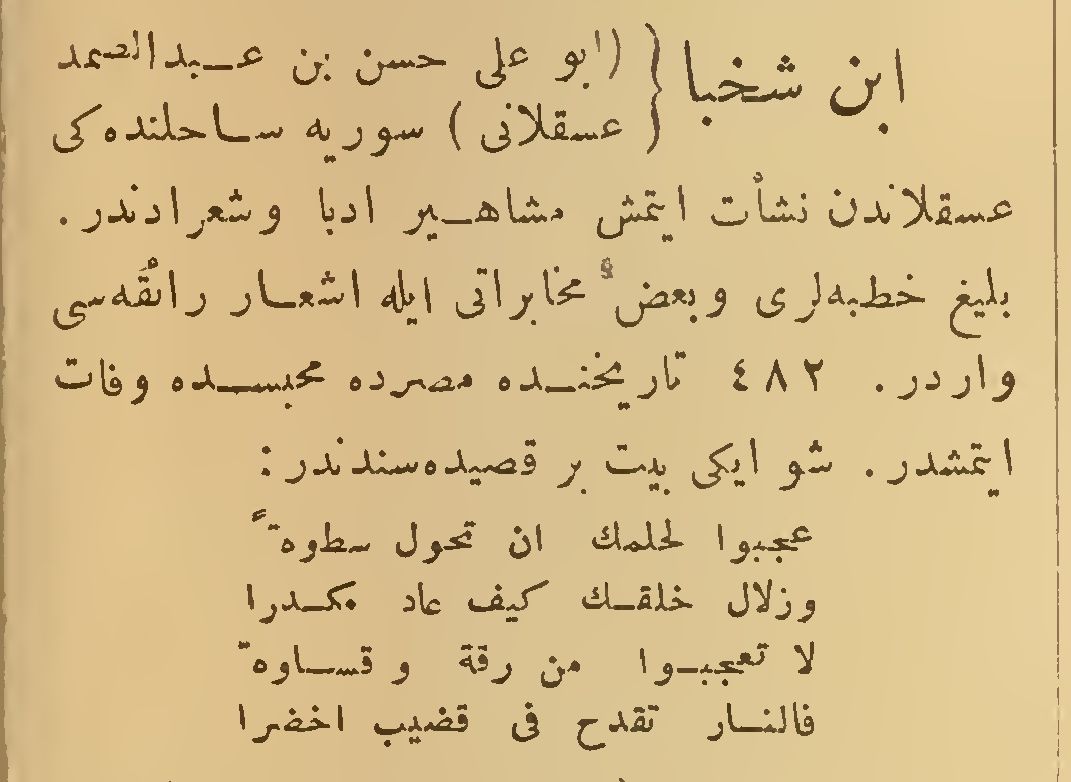 ابن شخبا { (ابو علی حسن بن عبدالصمد
عسقلانی) سوریه ساحلنده‌کی
عسقلاندن نشأت ایتمش مشاهیر ادبا وشعرادندر.
بلیغ خطبه‌لری وبعض مخابراتی ایله اشعار رائقه‌سی
واردر. ٤٨٢ تاریخنده مصرده محبسده وفات
ایتمشدر. شو ایکی بیت بر قصیده‌سندندر:
عجبوا لحلمك ان تحول سطوةً
وزلال خلقك كيف عاد مكدرا
لا تعجبوا من رقة وقساوة
فالنار تقدح فی قضيب اخضرا